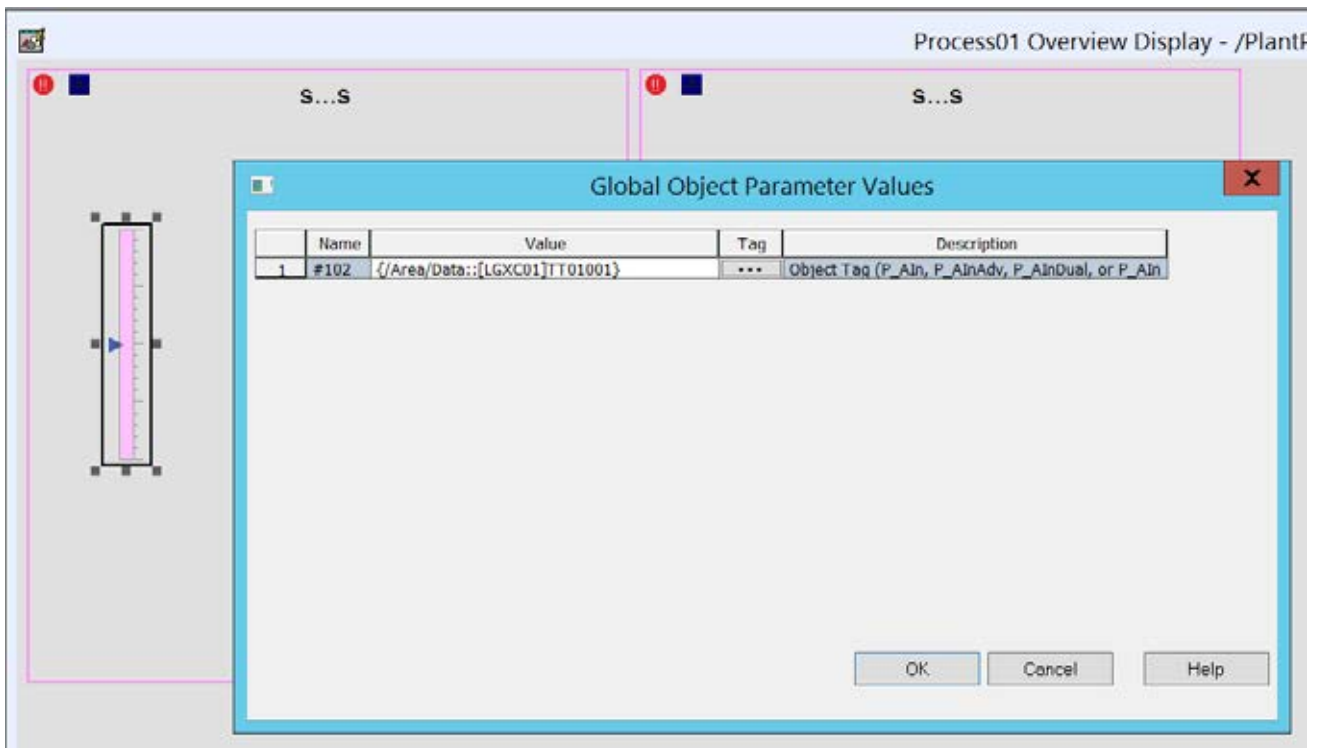 Process01 Overview Display - /PlantP
S...S
S...S
Global Object Parameter Values
X
Name Value Tag Description
1 #102 {/Area/Data::[LGXC01]TT01001} ... Object Tag (P_AIn, P_AInAdv, P_AInDual, or P_AIn
OK Cancel Help